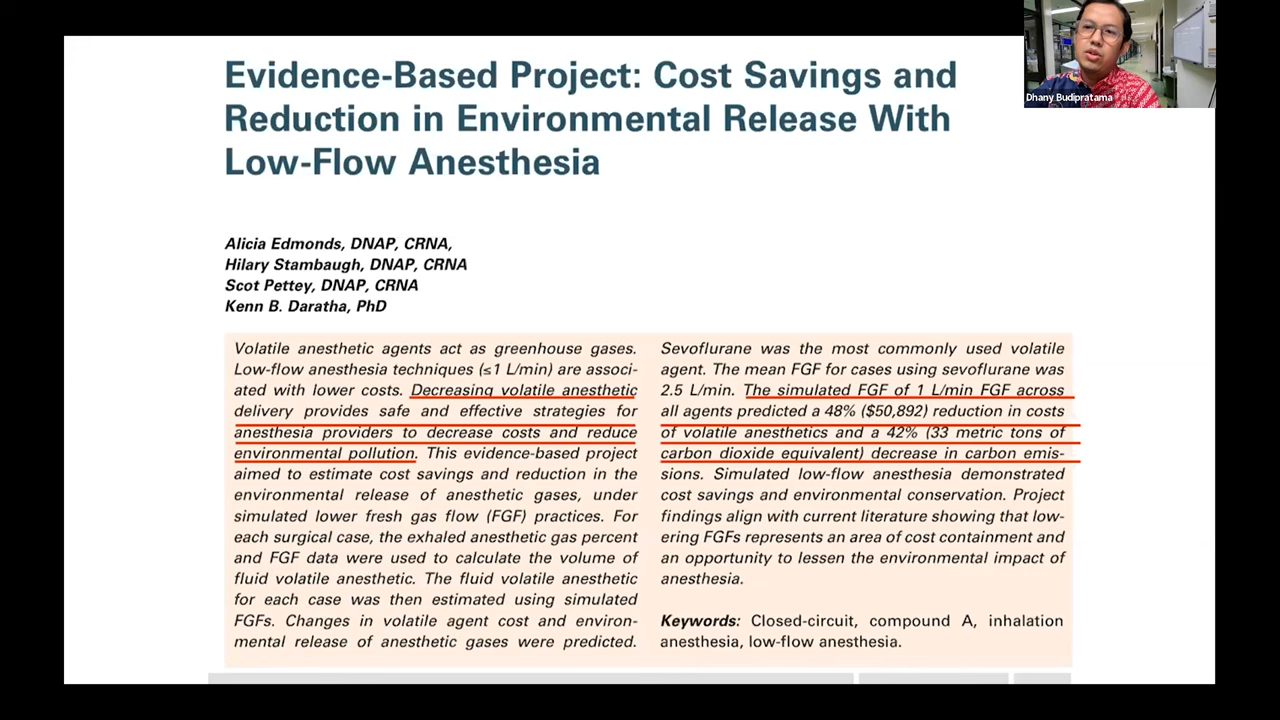 Evidence-Based Project: Cost Savings and
Reduction in Environmental Release With
Low-Flow Anesthesia
Dhany Budipratama
Alicia Edmonds, DNAP, CRNA,
Hilary Stambaugh, DNAP, CRNA
Scot Pettey, DNAP, CRNA
Kenn B. Daratha, PhD
Volatile anesthetic agents act as greenhouse gases.
Low-flow anesthesia techniques (≤1 L/min) are associ-
ated with lower costs. Decreasing volatile anesthetic
delivery provides safe and effective strategies for
anesthesia providers to decrease costs and reduce
environmental pollution. This evidence-based project
aimed to estimate cost savings and reduction in the
environmental release of anesthetic gases, under
simulated lower fresh gas flow (FGF) practices. For
each surgical case, the exhaled anesthetic gas percent
and FGF data were used to calculate the volume of
fluid volatile anesthetic. The fluid volatile anesthetic
for each case was then estimated using simulated
FGFs. Changes in volatile agent cost and environ-
mental release of anesthetic gases were predicted.
Sevoflurane was the most commonly used volatile
agent. The mean FGF for cases using sevoflurane was
2.5 L/min. The simulated FGF of 1 L/min FGF across
all agents predicted a 48% ($50,892) reduction in costs
of volatile anesthetics and a 42% (33 metric tons of
carbon dioxide equivalent) decrease in carbon emis-
sions. Simulated low-flow anesthesia demonstrated
cost savings and environmental conservation. Project
findings align with current literature showing that low-
ering FGFs represents an area of cost containment and
an opportunity to lessen the environmental impact of
anesthesia.
Keywords: Closed-circuit, compound A, inhalation
anesthesia, low-flow anesthesia.